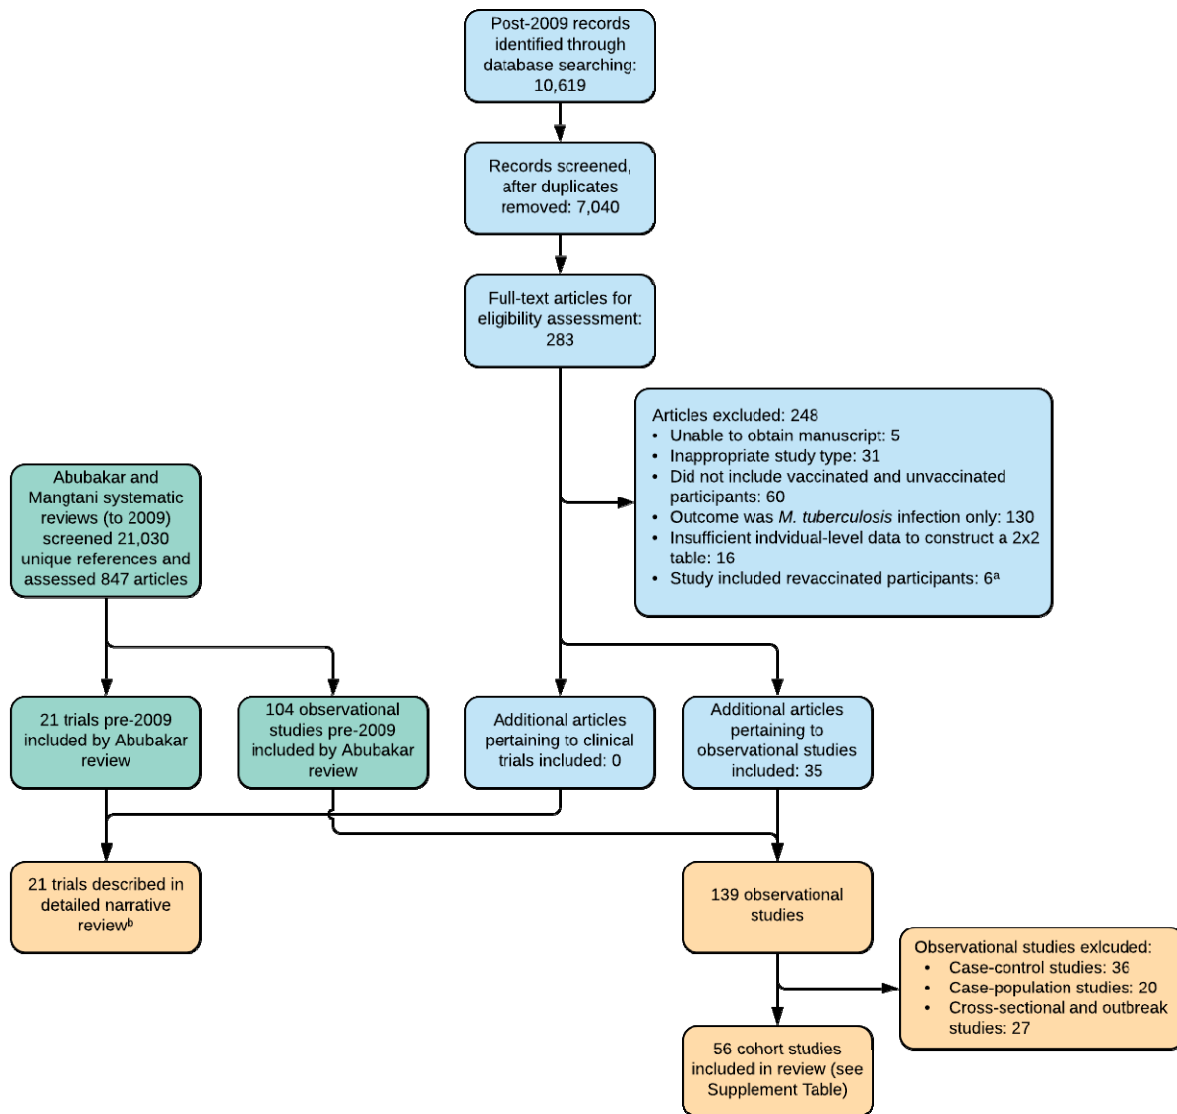 Post-2009 records
identified through
database searching:
10,619
Records screened,
after duplicates
removed: 7,040
Full-text articles for
eligibility assessment:
283
Articles excluded: 248
• Unable to obtain manuscript: 5
• Inappropriate study type: 31
• Did not include vaccinated and unvaccinated
participants: 60
• Outcome was M. tuberculosis infection only: 130
• Insufficient indvidual-level data to construct a 2x2
table: 16
• Study included revaccinated participants: 6ᵃ
Abubakar and
Mangtani systematic
reviews (to 2009)
screened 21,030
unique references and
assessed 847 articles
21 trials pre-2009
included by Abubakar
review
104 observational
studies pre-2009
included by Abubakar
review
Additional articles
pertaining to clinical
trials included: 0
Additional articles
pertaining to
observational studies
included: 35
21 trials described in
detailed narrative
reviewᵇ
139 observational
studies
Observational studies exlcuded:
• Case-control studies: 36
• Case-population studies: 20
• Cross-sectional and outbreak
studies: 27
56 cohort studies
included in review (see
Supplement Table)